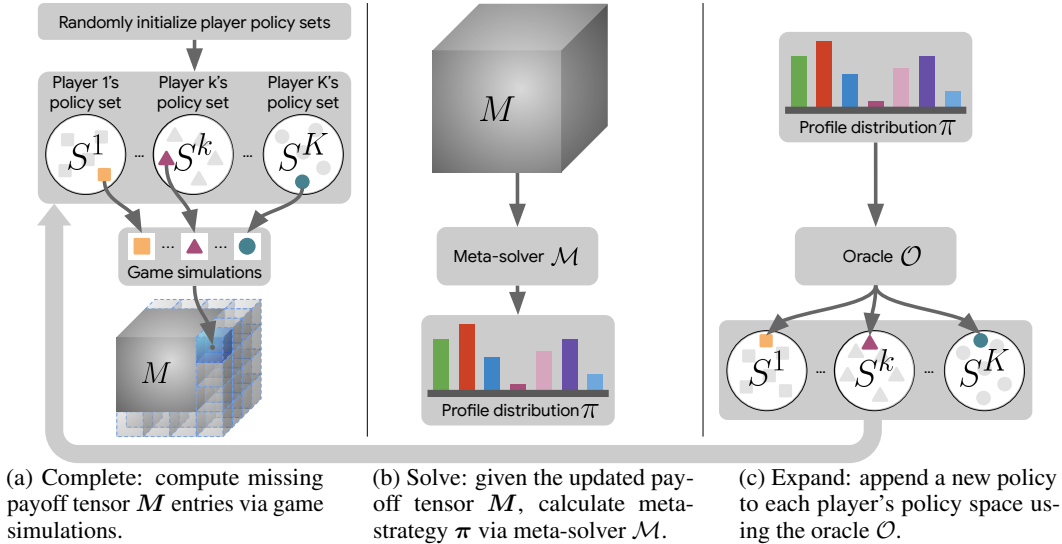 Randomly initialize player policy sets
Player 1's policy set
Player k's policy set
Player K's policy set
S^1 ... S^k ... S^K
... ...
Game simulations
M
(a) Complete: compute missing
payoff tensor M entries via game
simulations.
M
Meta-solver M
Profile distribution π
(b) Solve: given the updated pay-
off tensor M, calculate meta-
strategy π via meta-solver M.
Profile distribution π
Oracle O
S^1 ... S^k ... S^K
(c) Expand: append a new policy
to each player's policy space us-
ing the oracle O.